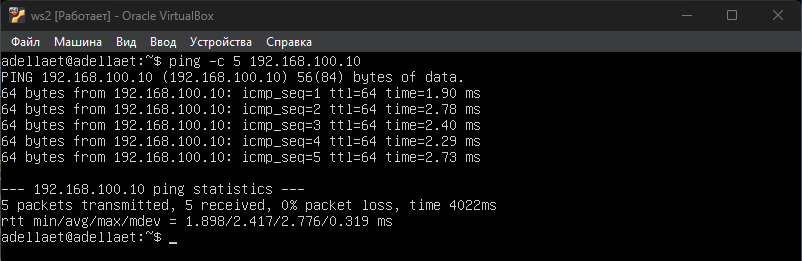 ws2 [Работает] - Oracle VirtualBox
Файл Машина Вид Ввод Устройства Справка
adellaet@adellaet:~$ ping -c 5 192.168.100.10
PING 192.168.100.10 (192.168.100.10) 56(84) bytes of data.
64 bytes from 192.168.100.10: icmp_seq=1 ttl=64 time=1.90 ms
64 bytes from 192.168.100.10: icmp_seq=2 ttl=64 time=2.78 ms
64 bytes from 192.168.100.10: icmp_seq=3 ttl=64 time=2.40 ms
64 bytes from 192.168.100.10: icmp_seq=4 ttl=64 time=2.29 ms
64 bytes from 192.168.100.10: icmp_seq=5 ttl=64 time=2.73 ms
--- 192.168.100.10 ping statistics ---
5 packets transmitted, 5 received, 0% packet loss, time 4022ms
rtt min/avg/max/mdev = 1.898/2.417/2.776/0.319 ms
adellaet@adellaet:~$ _